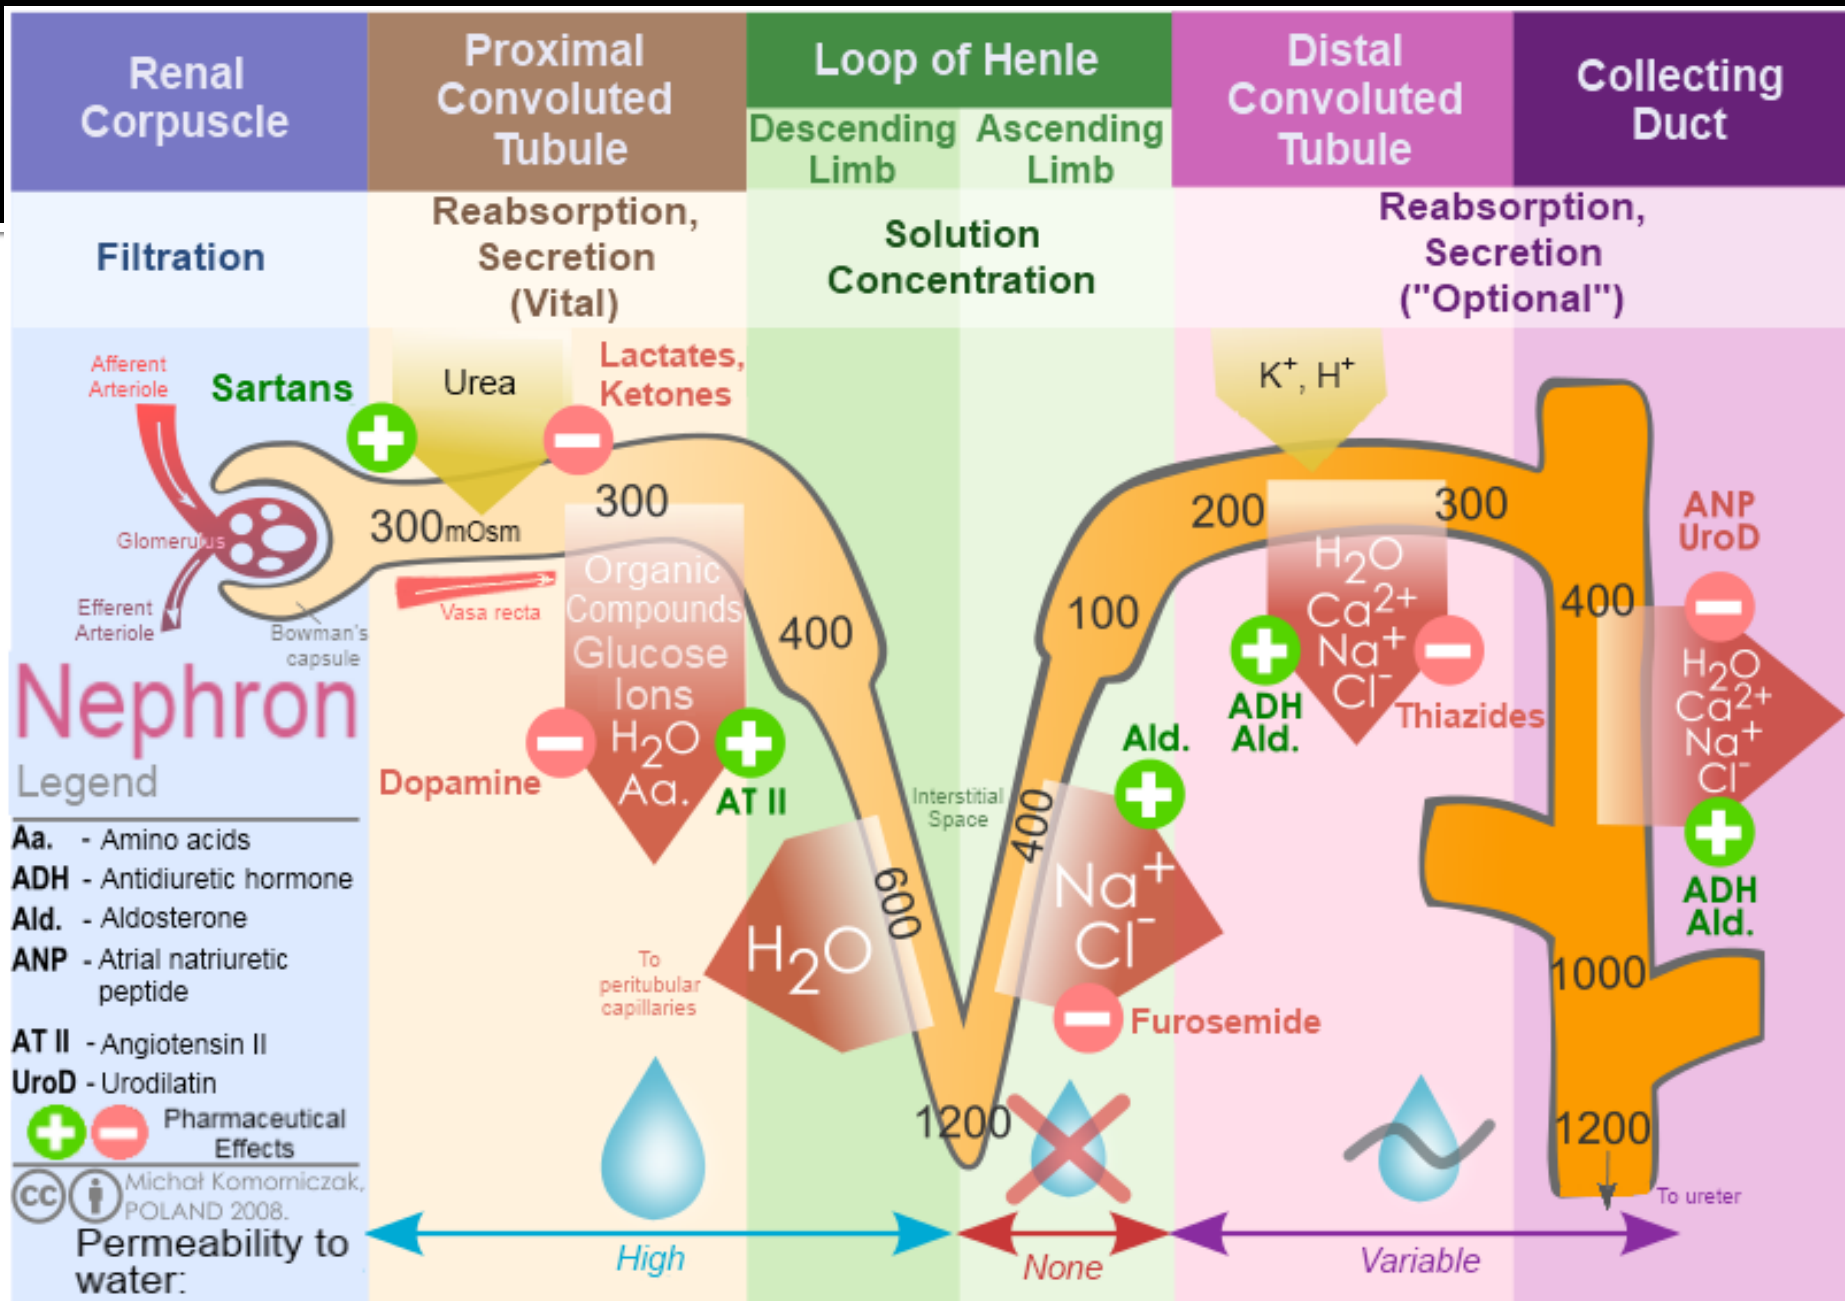 Renal
Corpuscle
Proximal
Convoluted
Tubule
Loop of Henle
Descending
Limb
Ascending
Limb
Distal
Convoluted
Tubule
Collecting
Duct
Filtration
Reabsorption,
Secretion
(Vital)
Solution
Concentration
Reabsorption,
Secretion
("Optional")
Afferent
Arteriole
Sartans
Urea
Lactates,
Ketones
K+, H+
Glomerulus
300mOsm
300
Efferent
Arteriole
Bowman's
capsule
Vasa recta
Organic
Compounds
Glucose
Ions
H2O
Aa.
Dopamine
AT II
400
600
H2O
To
peritubular
capillaries
1200
Interstitial
Space
400
Na+
Cl-
Ald.
Furosemide
100
200
300
H2O
Ca2+
Na+
Cl-
ADH
Ald.
Thiazides
400
ANP
UroD
H2O
Ca2+
Na+
Cl-
ADH
Ald.
1000
1200
To ureter
Nephron
Legend
Aa. - Amino acids
ADH - Antidiuretic hormone
Ald. - Aldosterone
ANP - Atrial natriuretic
peptide
AT II - Angiotensin II
UroD - Urodilatin
Pharmaceutical
Effects
cc
Michał Komorniczak,
POLAND 2008.
Permeability to
water:
High
None
Variable